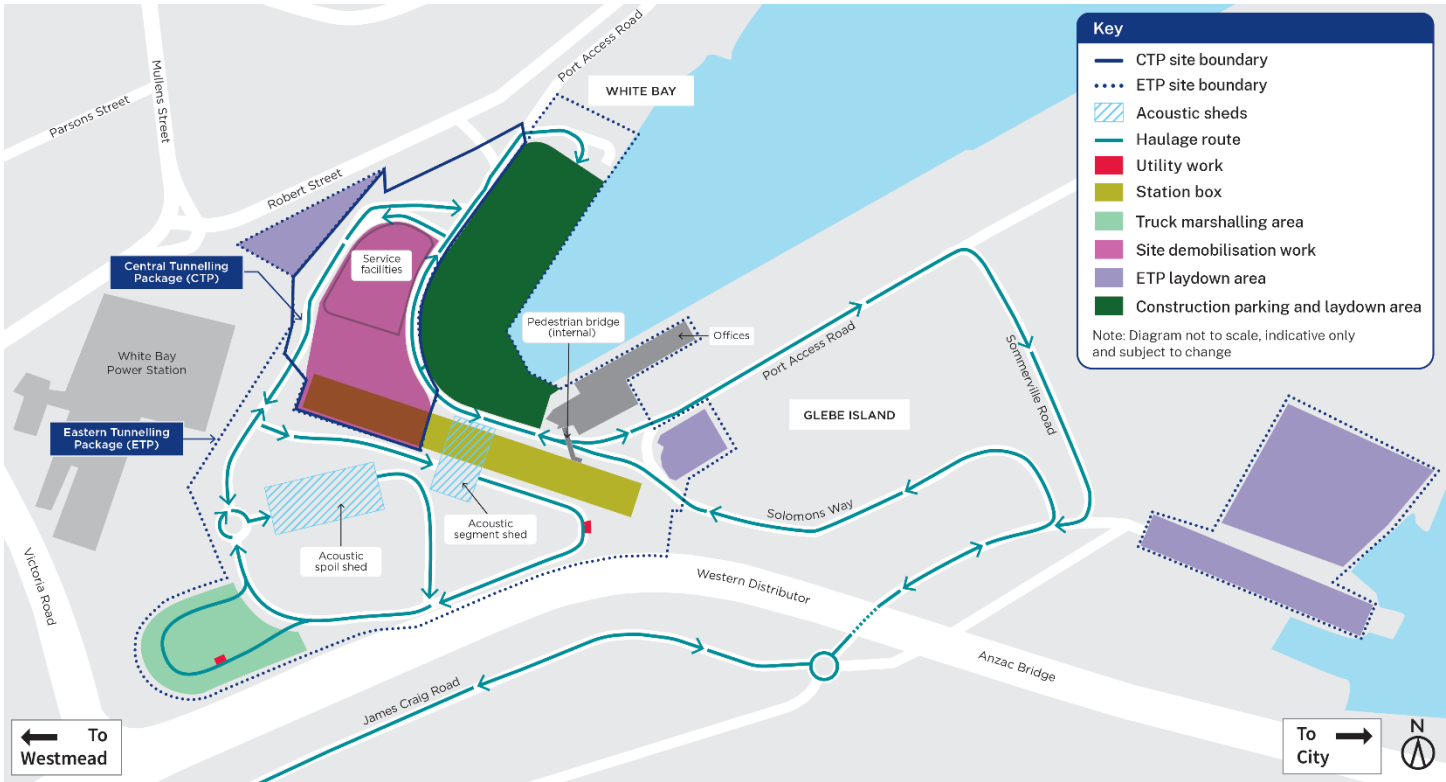 Port Access Road
WHITE BAY
Mullens Street
Parsons Street
Robert Street
Key
CTP site boundary
ETP site boundary
Acoustic sheds
Haulage route
Utility work
Station box
Truck marshalling area
Site demobilisation work
ETP laydown area
Construction parking and laydown area
Note: Diagram not to scale, indicative only
and subject to change
Central Tunnelling
Package (CTP)
Service
facilities
Pedestrian bridge
(internal)
Offices
Port Access Road
Sommerville Road
White Bay
Power Station
GLEBE ISLAND
Eastern Tunnelling
Package (ETP)
Solomons Way
Acoustic
segment shed
Acoustic
spoil shed
Victoria Road
Western Distributor
Anzac Bridge
James Craig Road
To
Westmead
To
City
N